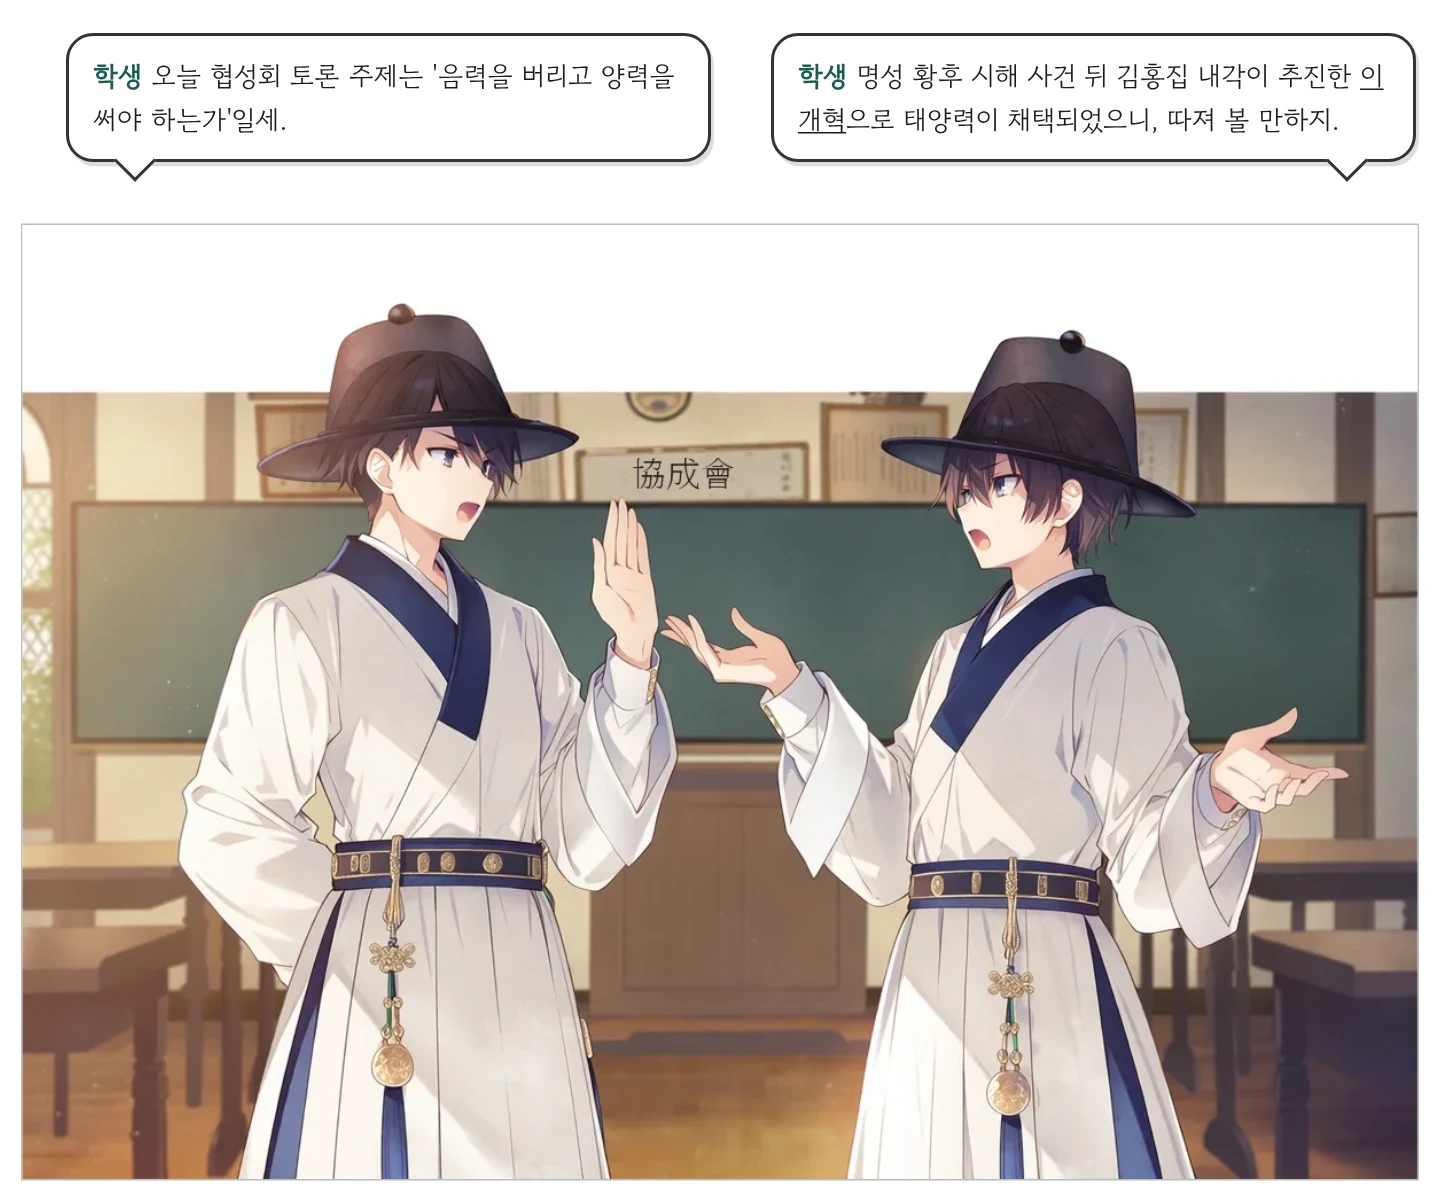 학생 오늘 협성회 토론 주제는 '음력을 버리고 양력을
써야 하는가'일세.
학생 명성 황후 시해 사건 뒤 김홍집 내각이 추진한 이
개혁으로 태양력이 채택되었으니, 따져 볼 만하지.
協成會